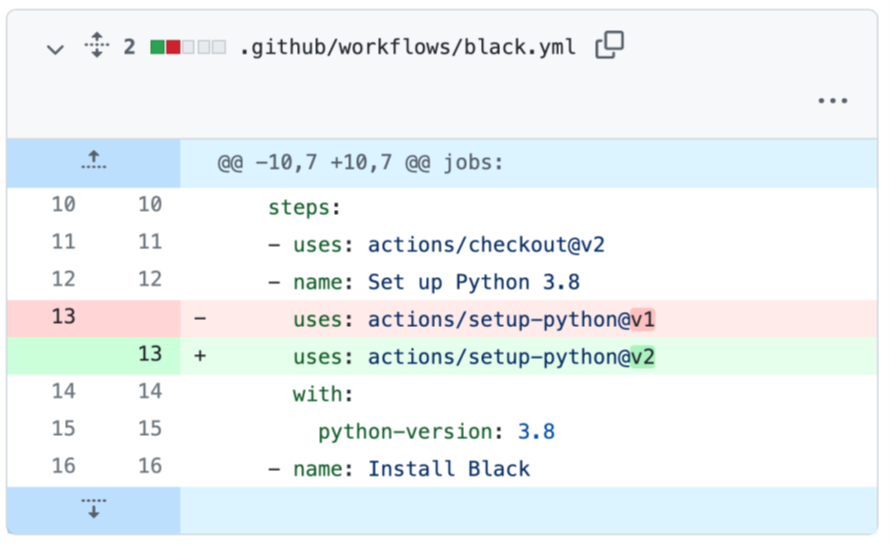 2 .github/workflows/black.yml
...
@@ -10,7 +10,7 @@ jobs:
10 10 steps:
11 11 - uses: actions/checkout@v2
12 12 - name: Set up Python 3.8
13 - uses: actions/setup-python@v1
13 + uses: actions/setup-python@v2
14 14 with:
15 15 python-version: 3.8
16 16 - name: Install Black